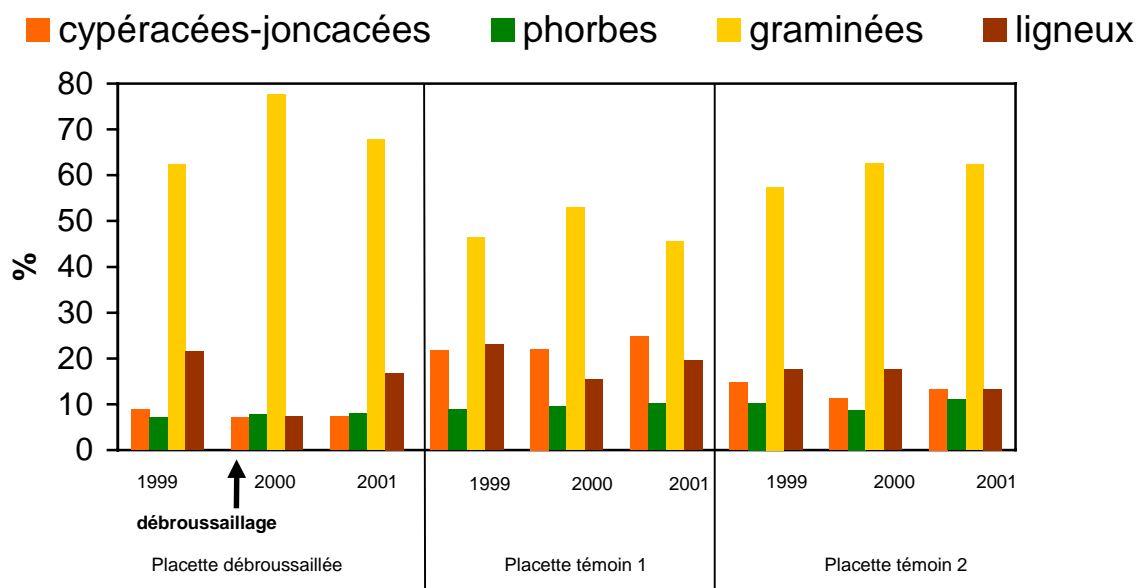 cypéracées-joncacées phorbes graminées ligneux
80
70
60
50
40
30
20
10
0
%
1999 2000 2001 1999 2000 2001 1999 2000 2001
débroussaillage
Placette débroussaillée Placette témoin 1 Placette témoin 2